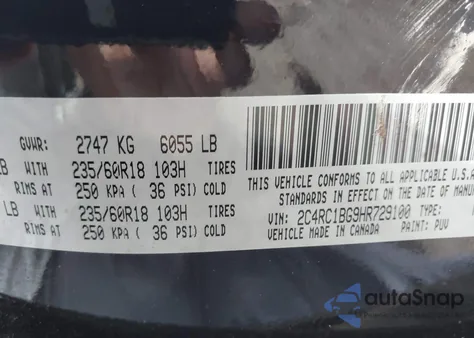 GVWR: 2747 KG 6055 LB
LB WITH 235/60R18 103H TIRES
RIMS AT 250 KPA ( 36 PSI) COLD
LB WITH 235/60R18 103H TIRES
RIMS AT 250 KPA ( 36 PSI) COLD
THIS VEHICLE CONFORMS TO ALL APPLICABLE U.S.A.
STANDARDS IN EFFECT ON THE DATE OF MANU
VIN: 2C4RC1BG9HR729100 TYPE:
VEHICLE MADE IN CANADA PAINT: PUV
autoSnap